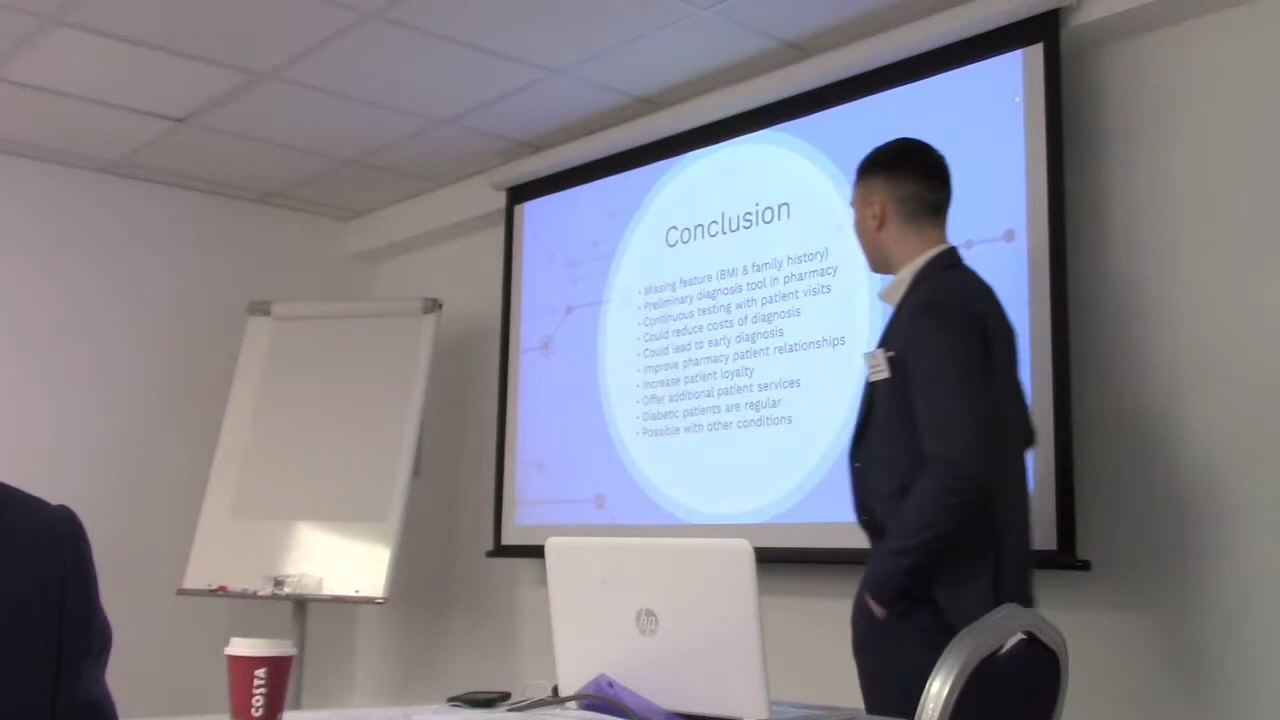 Conclusion
• Missing feature (BMI & family history)
• Preliminary diagnosis tool in pharmacy
• Continuous testing with patient visits
• Could reduce costs of diagnosis
• Could lead to early diagnosis
• Improve pharmacy patient relationships
• Increase patient loyalty
• Offer additional patient services
• Diabetic patients are regular
• Possible with other conditions
hp
COSTA